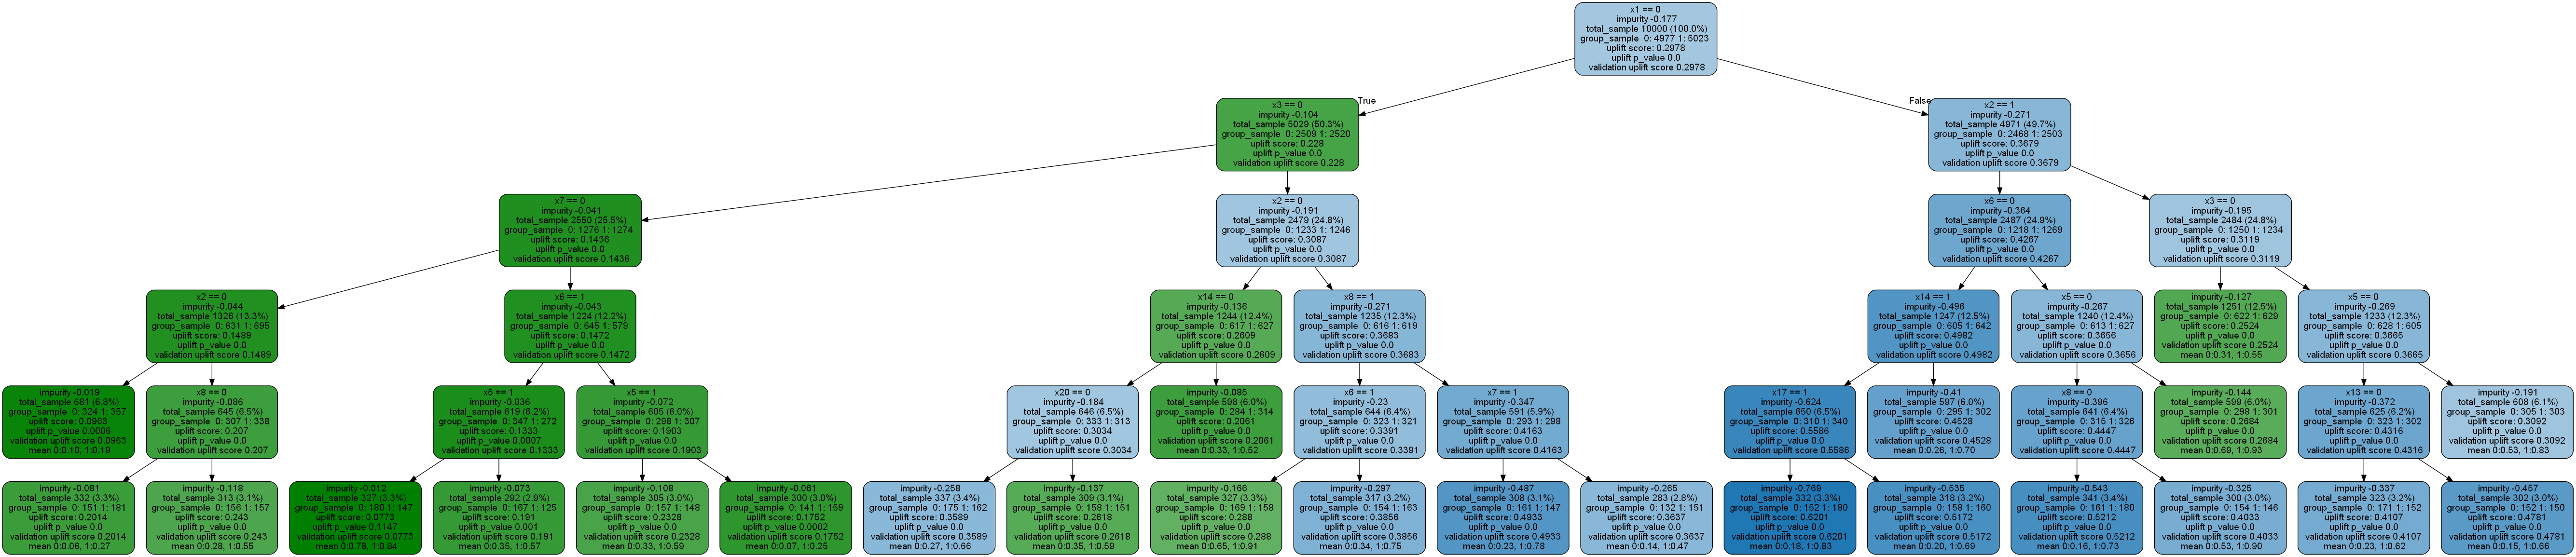 x1 == 0
impurity -0.177
total_sample 10000 (100.0%)
group_sample 0: 4977 1: 5023
uplift score: 0.2978
uplift p_value 0.0
validation uplift score 0.2978
True
False
x3 == 0
impurity -0.104
total_sample 5029 (50.3%)
group_sample 0: 2509 1: 2520
uplift score: 0.228
uplift p_value 0.0
validation uplift score 0.228
x2 == 1
impurity -0.271
total_sample 4971 (49.7%)
group_sample 0: 2468 1: 2503
uplift score: 0.3679
uplift p_value 0.0
validation uplift score 0.3679
x7 == 0
impurity -0.041
total_sample 2550 (25.5%)
group_sample 0: 1276 1: 1274
uplift score: 0.1436
uplift p_value 0.0
validation uplift score 0.1436
x2 == 0
impurity -0.191
total_sample 2479 (24.8%)
group_sample 0: 1233 1: 1246
uplift score: 0.3087
uplift p_value 0.0
validation uplift score 0.3087
x6 == 0
impurity -0.364
total_sample 2487 (24.9%)
group_sample 0: 1218 1: 1269
uplift score: 0.4267
uplift p_value 0.0
validation uplift score 0.4267
x3 == 0
impurity -0.195
total_sample 2484 (24.8%)
group_sample 0: 1250 1: 1234
uplift score: 0.3119
uplift p_value 0.0
validation uplift score 0.3119
x2 == 0
impurity -0.044
total_sample 1326 (13.3%)
group_sample 0: 631 1: 695
uplift score: 0.1489
uplift p_value 0.0
validation uplift score 0.1489
x6 == 1
impurity -0.043
total_sample 1224 (12.2%)
group_sample 0: 645 1: 579
uplift score: 0.1472
uplift p_value 0.0
validation uplift score 0.1472
x14 == 0
impurity -0.136
total_sample 1244 (12.4%)
group_sample 0: 617 1: 627
uplift score: 0.2609
uplift p_value 0.0
validation uplift score 0.2609
x8 == 1
impurity -0.271
total_sample 1235 (12.3%)
group_sample 0: 616 1: 619
uplift score: 0.3683
uplift p_value 0.0
validation uplift score 0.3683
x14 == 1
impurity -0.496
total_sample 1247 (12.5%)
group_sample 0: 605 1: 642
uplift score: 0.4982
uplift p_value 0.0
validation uplift score 0.4982
x5 == 0
impurity -0.267
total_sample 1240 (12.4%)
group_sample 0: 613 1: 627
uplift score: 0.3656
uplift p_value 0.0
validation uplift score 0.3656
impurity -0.127
total_sample 1251 (12.5%)
group_sample 0: 622 1: 629
uplift score: 0.2524
uplift p_value 0.0
validation uplift score 0.2524
mean 0:0.31, 1:0.55
x5 == 0
impurity -0.269
total_sample 1233 (12.3%)
group_sample 0: 628 1: 605
uplift score: 0.3665
uplift p_value 0.0
validation uplift score 0.3665
impurity -0.019
total_sample 681 (6.8%)
group_sample 0: 324 1: 357
uplift score: 0.0963
uplift p_value 0.0006
validation uplift score 0.0963
mean 0:0.10, 1:0.19
x8 == 0
impurity -0.086
total_sample 645 (6.5%)
group_sample 0: 307 1: 338
uplift score: 0.207
uplift p_value 0.0
validation uplift score 0.207
x5 == 1
impurity -0.036
total_sample 619 (6.2%)
group_sample 0: 347 1: 272
uplift score: 0.1333
uplift p_value 0.0007
validation uplift score 0.1333
x5 == 1
impurity -0.072
total_sample 605 (6.0%)
group_sample 0: 298 1: 307
uplift score: 0.1903
uplift p_value 0.0
validation uplift score 0.1903
x20 == 0
impurity -0.184
total_sample 646 (6.5%)
group_sample 0: 333 1: 313
uplift score: 0.3034
uplift p_value 0.0
validation uplift score 0.3034
impurity -0.085
total_sample 598 (6.0%)
group_sample 0: 284 1: 314
uplift score: 0.2061
uplift p_value 0.0
validation uplift score 0.2061
mean 0:0.33, 1:0.52
x6 == 1
impurity -0.23
total_sample 644 (6.4%)
group_sample 0: 323 1: 321
uplift score: 0.3391
uplift p_value 0.0
validation uplift score 0.3391
x7 == 1
impurity -0.347
total_sample 591 (5.9%)
group_sample 0: 293 1: 298
uplift score: 0.4163
uplift p_value 0.0
validation uplift score 0.4163
x17 == 1
impurity -0.624
total_sample 650 (6.5%)
group_sample 0: 310 1: 340
uplift score: 0.5586
uplift p_value 0.0
validation uplift score 0.5586
impurity -0.41
total_sample 597 (6.0%)
group_sample 0: 295 1: 302
uplift score: 0.4528
uplift p_value 0.0
validation uplift score 0.4528
mean 0:0.26, 1:0.70
x8 == 0
impurity -0.396
total_sample 641 (6.4%)
group_sample 0: 315 1: 326
uplift score: 0.4447
uplift p_value 0.0
validation uplift score 0.4447
impurity -0.144
total_sample 599 (6.0%)
group_sample 0: 298 1: 301
uplift score: 0.2684
uplift p_value 0.0
validation uplift score 0.2684
mean 0:0.69, 1:0.93
x13 == 0
impurity -0.372
total_sample 625 (6.2%)
group_sample 0: 323 1: 302
uplift score: 0.4316
uplift p_value 0.0
validation uplift score 0.4316
impurity -0.191
total_sample 608 (6.1%)
group_sample 0: 305 1: 303
uplift score: 0.3092
uplift p_value 0.0
validation uplift score 0.3092
mean 0:0.53, 1:0.83
impurity -0.081
total_sample 332 (3.3%)
group_sample 0: 151 1: 181
uplift score: 0.2014
uplift p_value 0.0
validation uplift score 0.2014
mean 0:0.06, 1:0.27
impurity -0.118
total_sample 313 (3.1%)
group_sample 0: 156 1: 157
uplift score: 0.243
uplift p_value 0.0
validation uplift score 0.243
mean 0:0.28, 1:0.55
impurity -0.012
total_sample 327 (3.3%)
group_sample 0: 180 1: 147
uplift score: 0.0773
uplift p_value 0.1147
validation uplift score 0.0773
mean 0:0.78, 1:0.84
impurity -0.073
total_sample 292 (2.9%)
group_sample 0: 167 1: 125
uplift score: 0.191
uplift p_value 0.001
validation uplift score 0.191
mean 0:0.35, 1:0.57
impurity -0.108
total_sample 305 (3.0%)
group_sample 0: 157 1: 148
uplift score: 0.2328
uplift p_value 0.0
validation uplift score 0.2328
mean 0:0.33, 1:0.59
impurity -0.061
total_sample 300 (3.0%)
group_sample 0: 141 1: 159
uplift score: 0.1752
uplift p_value 0.0002
validation uplift score 0.1752
mean 0:0.07, 1:0.25
impurity -0.258
total_sample 337 (3.4%)
group_sample 0: 175 1: 162
uplift score: 0.3589
uplift p_value 0.0
validation uplift score 0.3589
mean 0:0.27, 1:0.66
impurity -0.137
total_sample 309 (3.1%)
group_sample 0: 158 1: 151
uplift score: 0.2618
uplift p_value 0.0
validation uplift score 0.2618
mean 0:0.35, 1:0.59
impurity -0.166
total_sample 327 (3.3%)
group_sample 0: 169 1: 158
uplift score: 0.288
uplift p_value 0.0
validation uplift score 0.288
mean 0:0.65, 1:0.91
impurity -0.297
total_sample 317 (3.2%)
group_sample 0: 154 1: 163
uplift score: 0.3856
uplift p_value 0.0
validation uplift score 0.3856
mean 0:0.34, 1:0.75
impurity -0.487
total_sample 308 (3.1%)
group_sample 0: 161 1: 147
uplift score: 0.4933
uplift p_value 0.0
validation uplift score 0.4933
mean 0:0.23, 1:0.78
impurity -0.265
total_sample 283 (2.8%)
group_sample 0: 132 1: 151
uplift score: 0.3637
uplift p_value 0.0
validation uplift score 0.3637
mean 0:0.14, 1:0.47
impurity -0.769
total_sample 332 (3.3%)
group_sample 0: 152 1: 180
uplift score: 0.6201
uplift p_value 0.0
validation uplift score 0.6201
mean 0:0.18, 1:0.83
impurity -0.535
total_sample 318 (3.2%)
group_sample 0: 158 1: 160
uplift score: 0.5172
uplift p_value 0.0
validation uplift score 0.5172
mean 0:0.20, 1:0.69
impurity -0.543
total_sample 341 (3.4%)
group_sample 0: 161 1: 180
uplift score: 0.5212
uplift p_value 0.0
validation uplift score 0.5212
mean 0:0.16, 1:0.73
impurity -0.325
total_sample 300 (3.0%)
group_sample 0: 154 1: 146
uplift score: 0.4033
uplift p_value 0.0
validation uplift score 0.4033
mean 0:0.53, 1:0.90
impurity -0.337
total_sample 323 (3.2%)
group_sample 0: 171 1: 152
uplift score: 0.4107
uplift p_value 0.0
validation uplift score 0.4107
mean 0:0.23, 1:0.62
impurity -0.457
total_sample 302 (3.0%)
group_sample 0: 152 1: 150
uplift score: 0.4781
uplift p_value 0.0
validation uplift score 0.4781
mean 0:0.15, 1:0.66